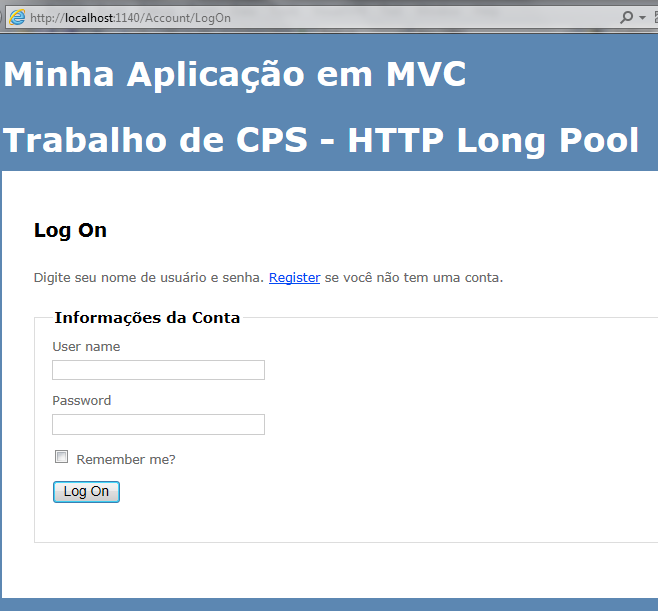 http://localhost:1140/Account/LogOn
Minha Aplicação em MVC
Trabalho de CPS - HTTP Long Pool
Log On
Digite seu nome de usuário e senha. Register se você não tem uma conta.
Informações da Conta
User name
Password
Remember me?
Log On